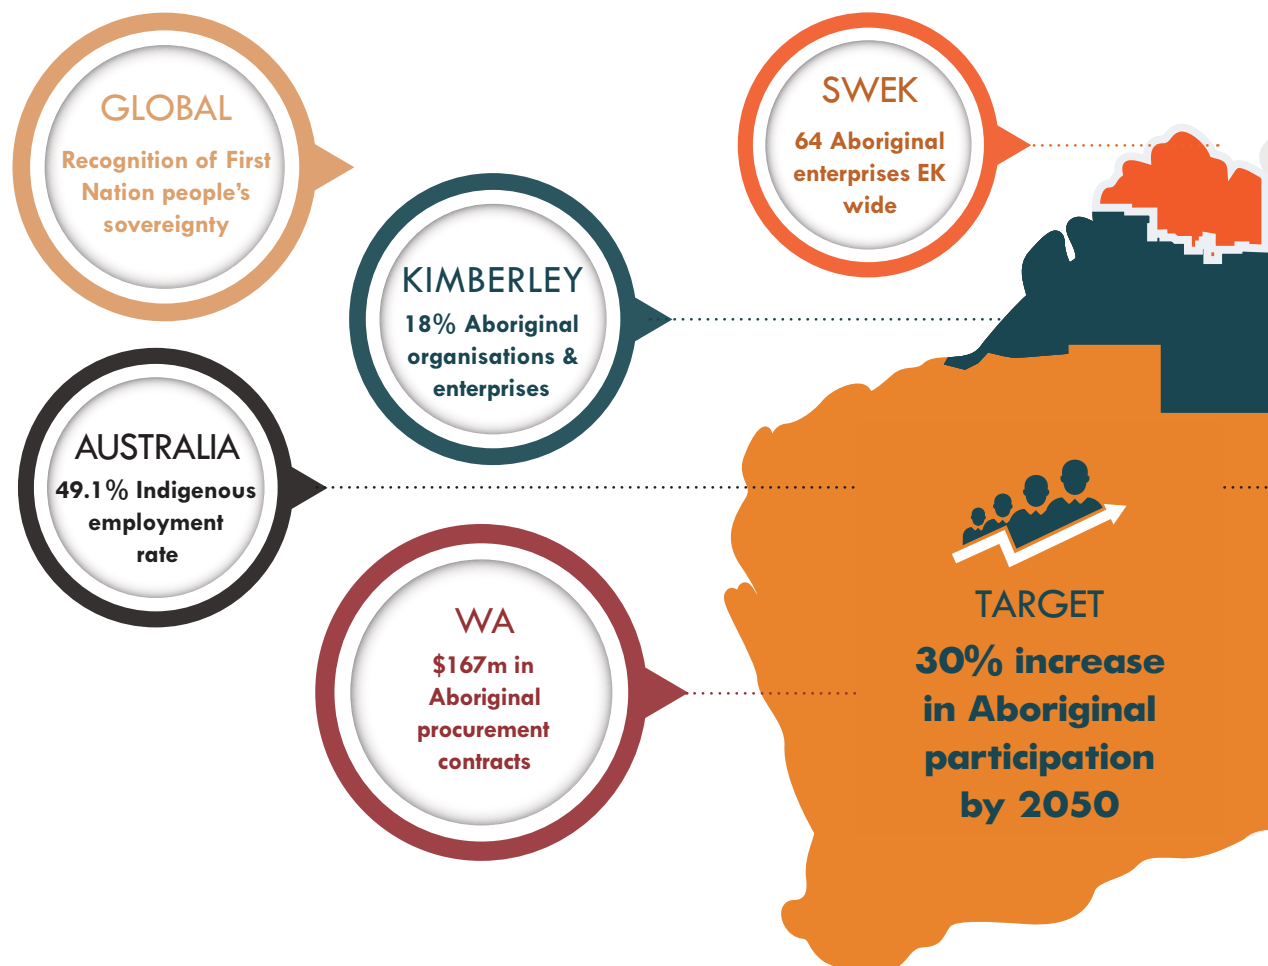 GLOBAL
Recognition of First
Nation people's
sovereignty
SWEK
64 Aboriginal
enterprises EK
wide
KIMBERLEY
18% Aboriginal
organisations &
enterprises
AUSTRALIA
49.1% Indigenous
employment
rate
WA
$167m in
Aboriginal
procurement
contracts
TARGET
30% increase
in Aboriginal
participation
by 2050